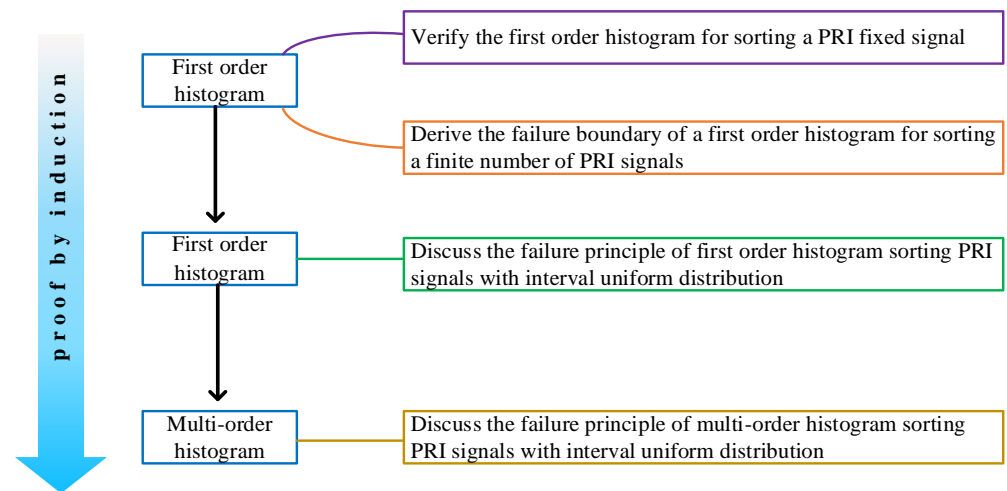 proof by induction
First order
histogram
Verify the first order histogram for sorting a PRI fixed signal
Derive the failure boundary of a first order histogram for sorting
a finite number of PRI signals
First order
histogram
Discuss the failure principle of first order histogram sorting PRI
signals with interval uniform distribution
Multi-order
histogram
Discuss the failure principle of multi-order histogram sorting
PRI signals with interval uniform distribution